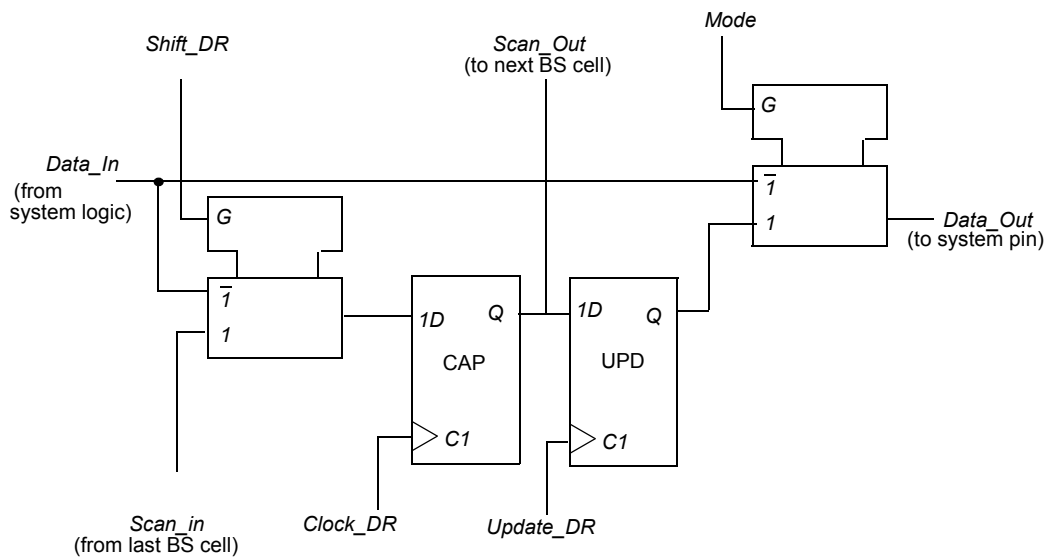 Mode
Shift_DR
Scan_Out
(to next BS cell)
G
Data_In
(from
system logic)
1
G
1
Data_Out
(to system pin)
1
1
1D
Q
1D
Q
CAP
UPD
C1
C1
Scan_in
(from last BS cell)
Clock_DR
Update_DR